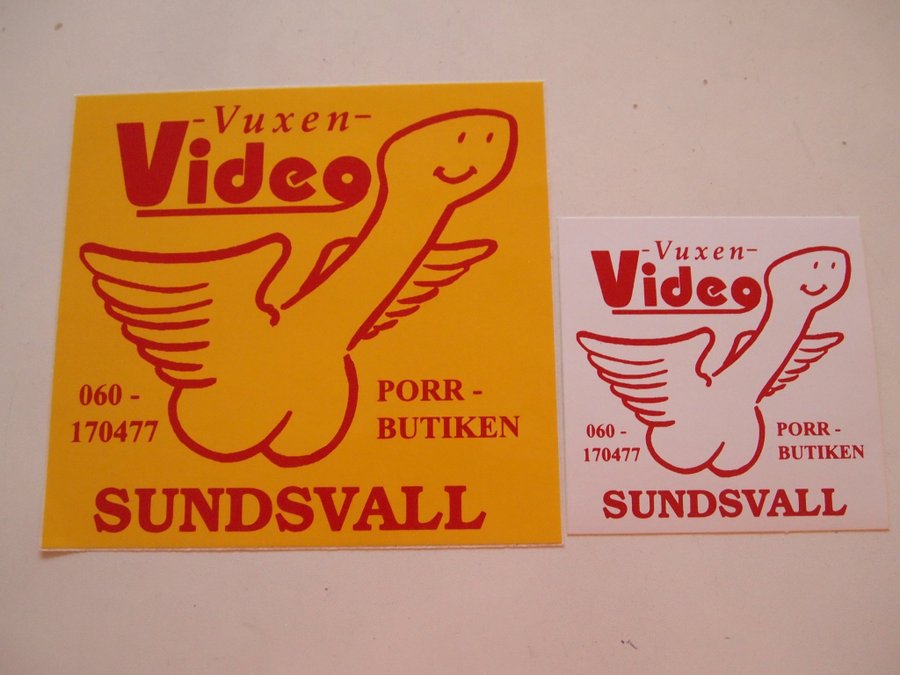 -Vuxen-
Video
060 -
170477
PORR -
BUTIKEN
SUNDSVALL
-Vuxen-
Video
060 -
170477
PORR -
BUTIKEN
SUNDSVALL